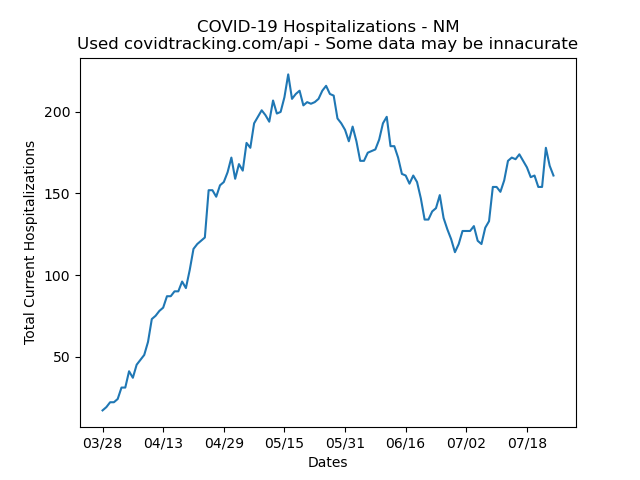 COVID-19 Hospitalizations - NM
Used covidtracking.com/api - Some data may be innacurate
Total Current Hospitalizations
200
150
100
50
03/28 04/13 04/29 05/15 05/31 06/16 07/02 07/18
Dates